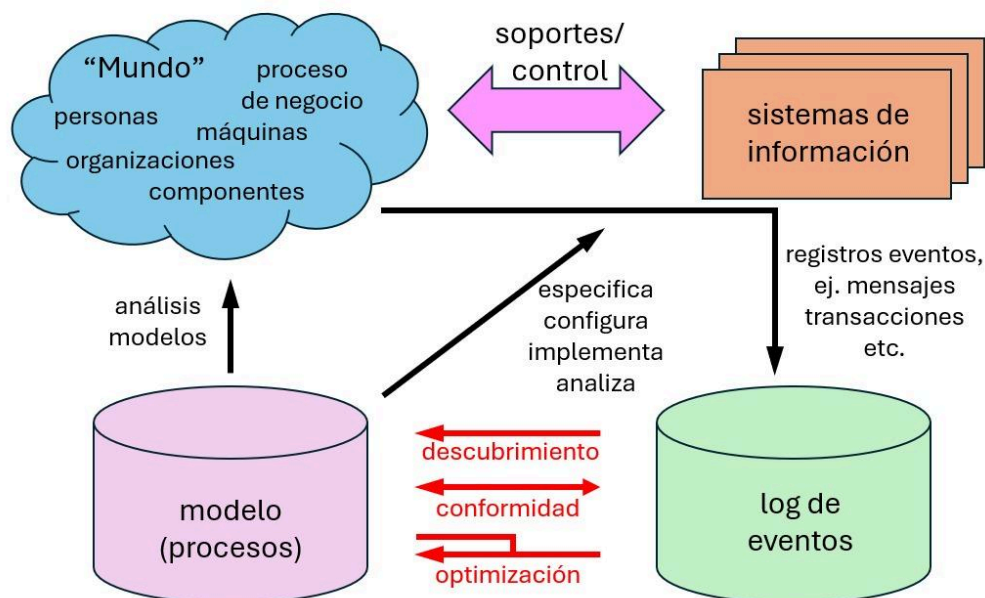 “Mundo”
proceso
de negocio
personas
máquinas
organizaciones
componentes
soportes/
control
sistemas de
información
análisis
modelos
especifica
configura
implementa
analiza
registros eventos,
ej. mensajes
transacciones
etc.
modelo
(procesos)
descubrimiento
conformidad
optimización
log de
eventos